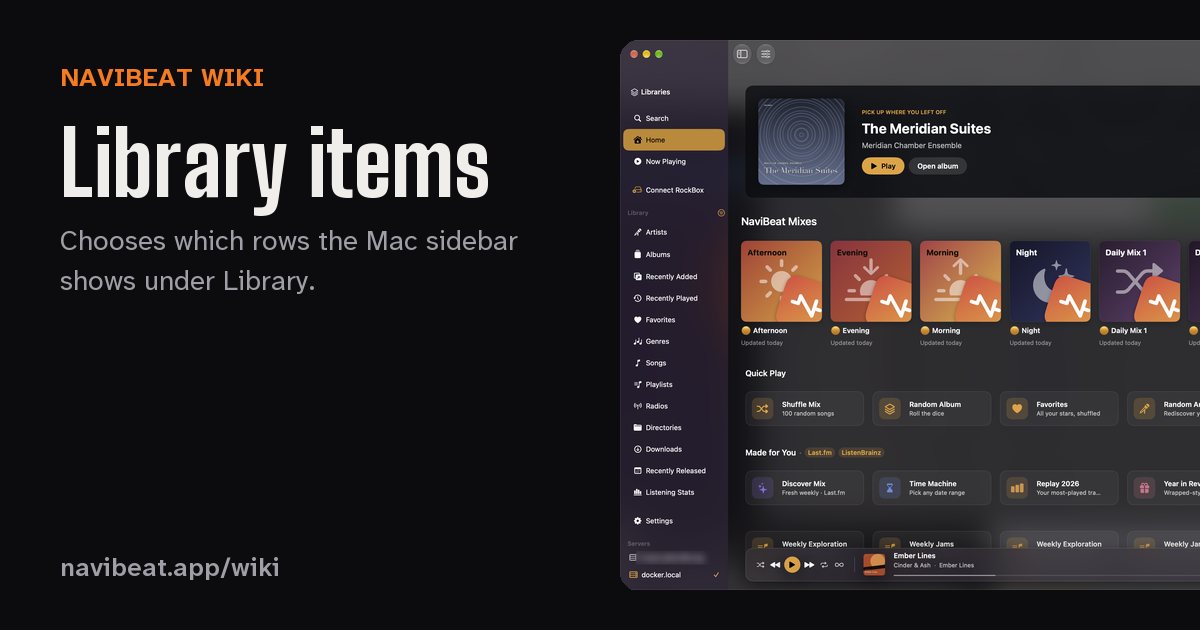 NAVIBEAT WIKI
Library items
Chooses which rows the Mac sidebar
shows under Library.
navibeat.app/wiki
Libraries
Search
Home
Now Playing
Connect RockBox
Library
Artists
Albums
Recently Added
Recently Played
Favorites
Genres
Songs
Playlists
Radios
Directories
Downloads
Recently Released
Listening Stats
Settings
Servers
docker.local
The Meridian Suites
PICK UP WHERE YOU LEFT OFF
The Meridian Suites
Meridian Chamber Ensemble
Play
Open album
NaviBeat Mixes
Afternoon
Evening
Morning
Night
Daily Mix 1
Afternoon
Evening
Morning
Night
Daily Mix 1
Updated today
Updated today
Updated today
Updated today
Updated today
Quick Play
Shuffle Mix
100 random songs
Random Album
Roll the dice
Favorites
All your stars, shuffled
Random Ar
Rediscover y
Made for You · Last.fm ListenBrainz
Discover Mix
Fresh weekly · Last.fm
Time Machine
Pick any date range
Replay 2026
Your most-played tra...
Year in Rev
Wrapped-sty
Weekly Exploration
Weekly Jams
Weekly Exploration
Weekly Jar
Ember Lines
Cinder & Ash · Ember Lines